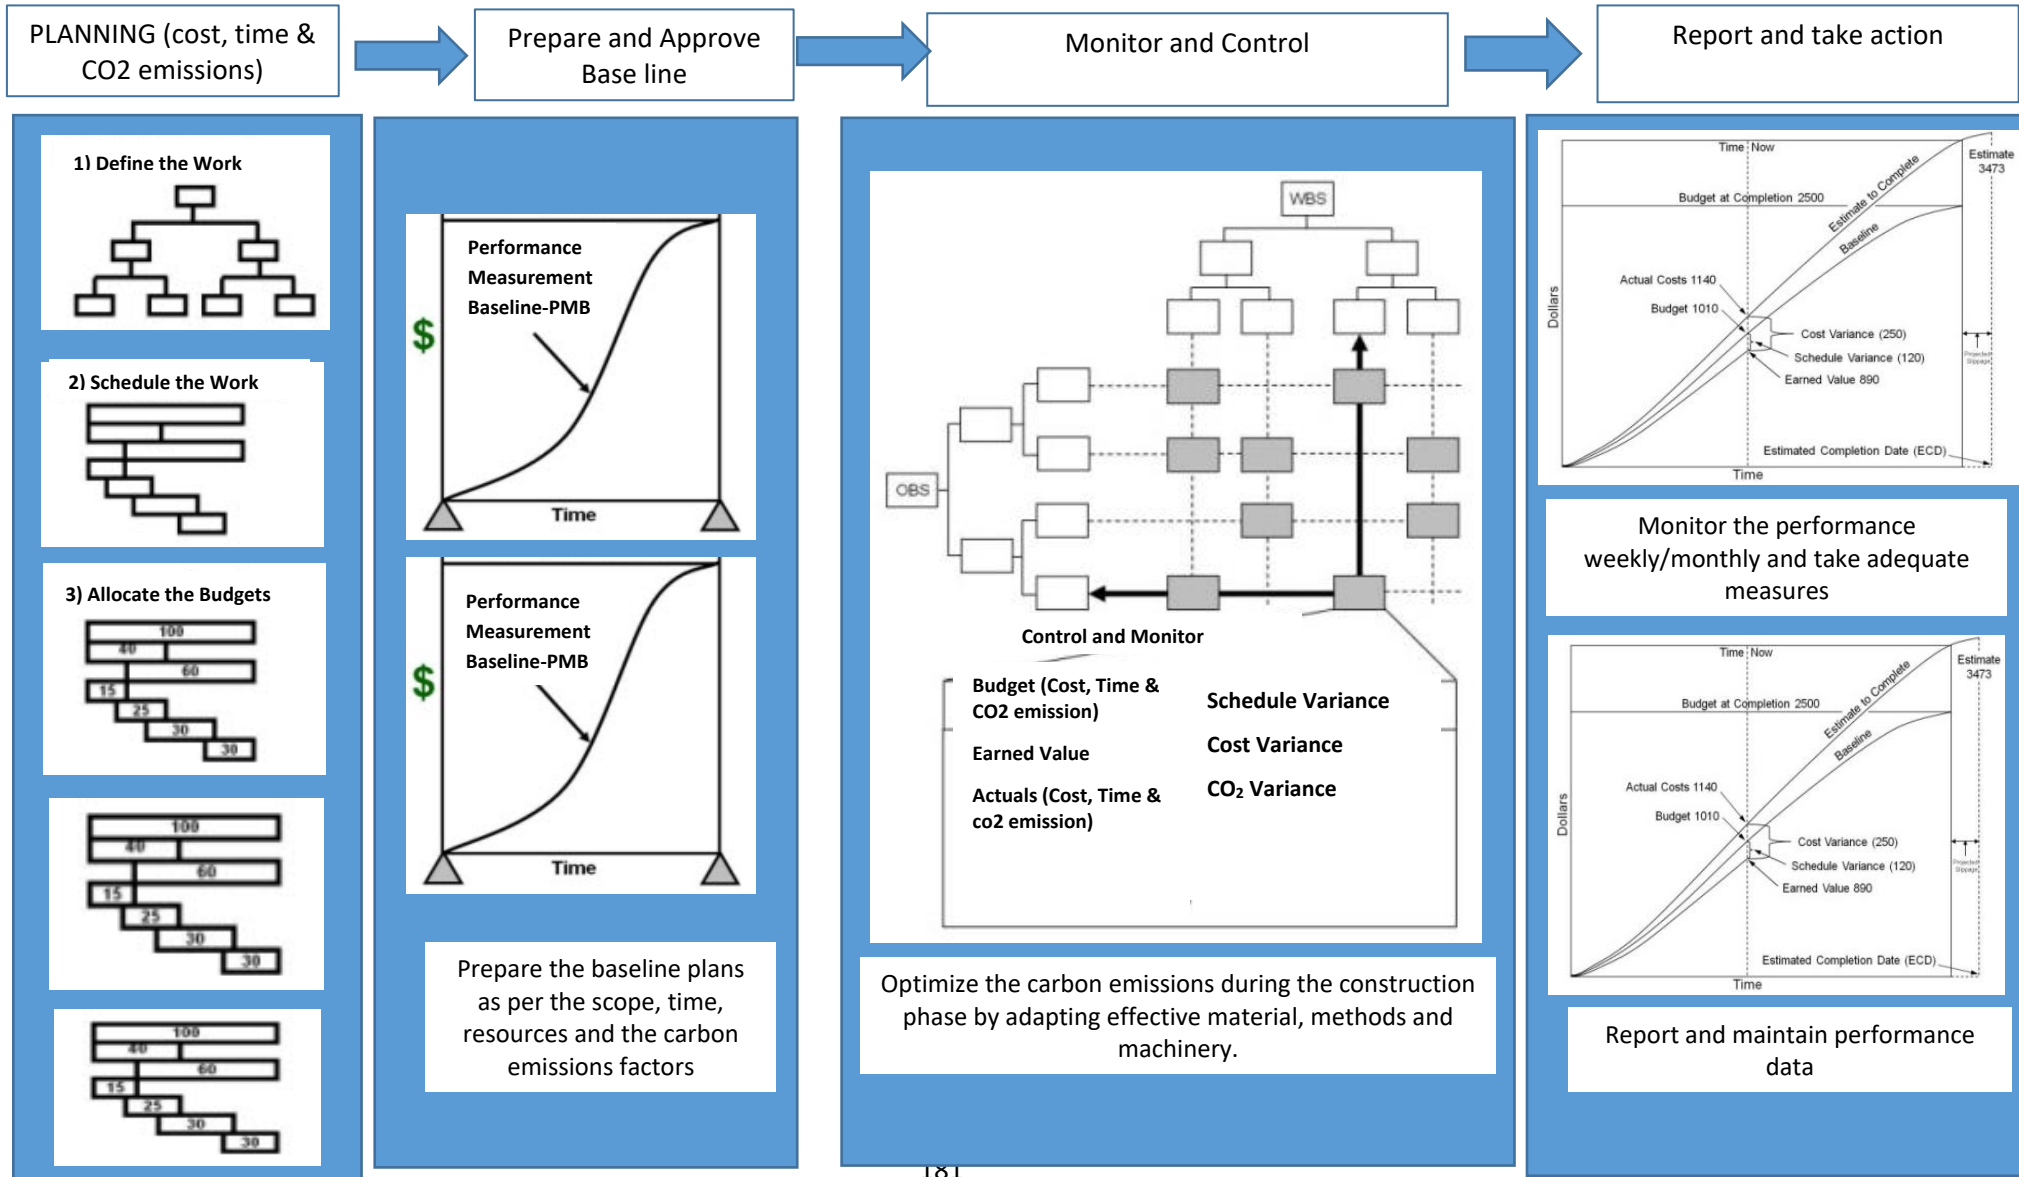 PLANNING (cost, time &
CO2 emissions)
Prepare and Approve
Base line
Monitor and Control
Report and take action
1) Define the Work
2) Schedule the Work
3) Allocate the Budgets
100
40
60
15
25
30
30
100
40
60
15
25
30
30
100
40
60
15
25
30
30
Performance
Measurement
Baseline-PMB
$
Time
Performance
Measurement
Baseline-PMB
$
Time
Prepare the baseline plans
as per the scope, time,
resources and the carbon
emissions factors
WBS
OBS
Control and Monitor
Budget (Cost, Time &
CO2 emission)
Earned Value
Actuals (Cost, Time &
co2 emission)
Schedule Variance
Cost Variance
CO₂ Variance
Optimize the carbon emissions during the construction
phase by adapting effective material, methods and
machinery.
Time Now
Estimate
3473
Budget at Completion 2500
Estimate to Complete
Baseline
Actual Costs 1140
Budget 1010
Dollars
Cost Variance (250)
Schedule Variance (120)
Earned Value 890
Projected
Slippage
Estimated Completion Date (ECD)
Time
Monitor the performance
weekly/monthly and take adequate
measures
Time Now
Estimate
3473
Budget at Completion 2500
Estimate to Complete
Baseline
Actual Costs 1140
Budget 1010
Dollars
Cost Variance (250)
Schedule Variance (120)
Earned Value 890
Projected
Slippage
Estimated Completion Date (ECD)
Time
Report and maintain performance
data